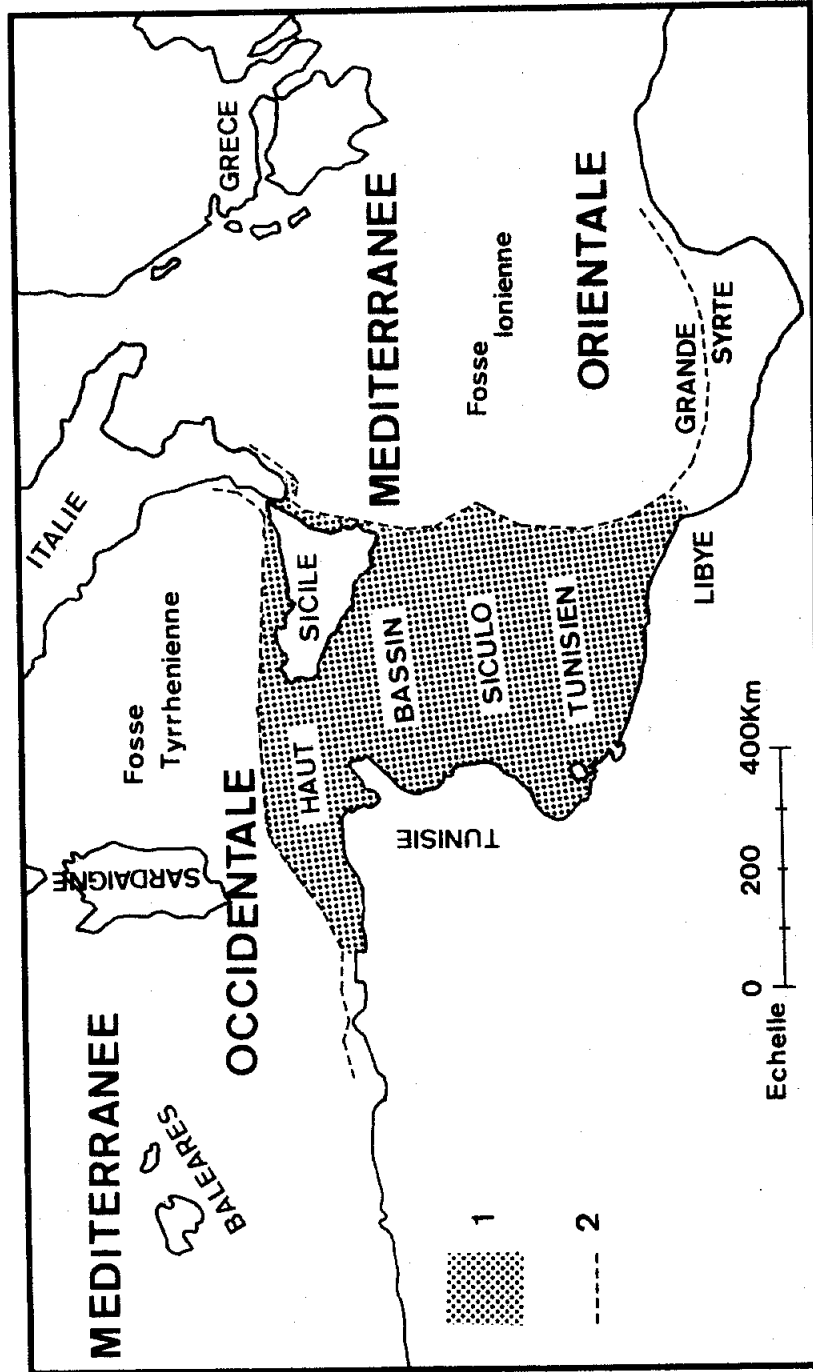 MEDITERRANEE
BALEARES
OCCIDENTALE
SARDAIGNE
Fosse
Tyrrhenienne
ITALIE
GRECE
HAUT
SICILE
BASSIN
SICULO
TUNISIEN
MEDITERRANEE
Fosse
Ionienne
ORIENTALE
TUNISIE
LIBYE
GRANDE
SYRTE
1
2
Echelle
0 200 400Km